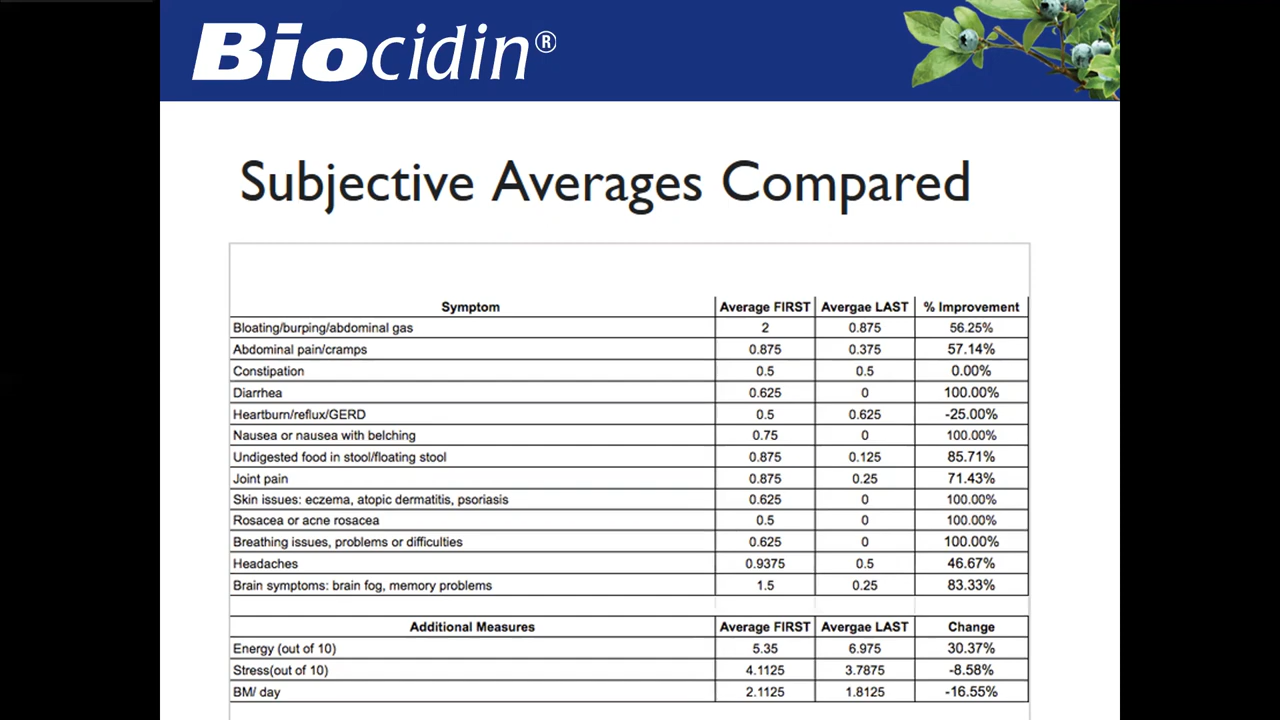 Biocidin®
Subjective Averages Compared
Symptom Average FIRST Avergae LAST % Improvement
Bloating/burping/abdominal gas 2 0.875 56.25%
Abdominal pain/cramps 0.875 0.375 57.14%
Constipation 0.5 0.5 0.00%
Diarrhea 0.625 0 100.00%
Heartburn/reflux/GERD 0.5 0.625 -25.00%
Nausea or nausea with belching 0.75 0 100.00%
Undigested food in stool/floating stool 0.875 0.125 85.71%
Joint pain 0.875 0.25 71.43%
Skin issues: eczema, atopic dermatitis, psoriasis 0.625 0 100.00%
Rosacea or acne rosacea 0.5 0 100.00%
Breathing issues, problems or difficulties 0.625 0 100.00%
Headaches 0.9375 0.5 46.67%
Brain symptoms: brain fog, memory problems 1.5 0.25 83.33%
Additional Measures Average FIRST Avergae LAST Change
Energy (out of 10) 5.35 6.975 30.37%
Stress(out of 10) 4.1125 3.7875 -8.58%
BM/ day 2.1125 1.8125 -16.55%